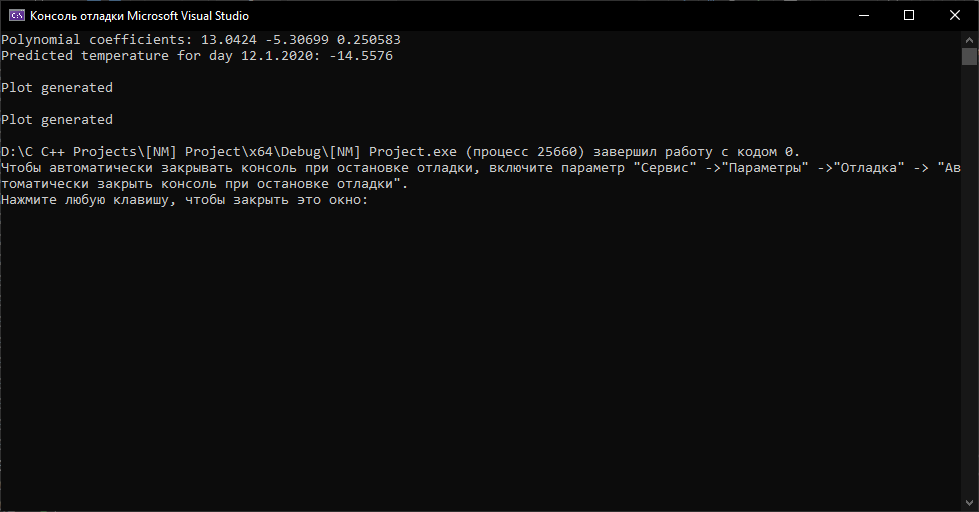 Консоль отладки Microsoft Visual Studio
Polynomial coefficients: 13.0424 -5.30699 0.250583
Predicted temperature for day 12.1.2020: -14.5576
Plot generated
Plot generated
D:\C C++ Projects\[NM] Project\x64\Debug\[NM] Project.exe (процесс 25660) завершил работу с кодом 0.
Чтобы автоматически закрывать консоль при остановке отладки, включите параметр "Сервис" ->"Параметры" ->"Отладка" -> "Ав
томатически закрыть консоль при остановке отладки".
Нажмите любую клавишу, чтобы закрыть это окно: